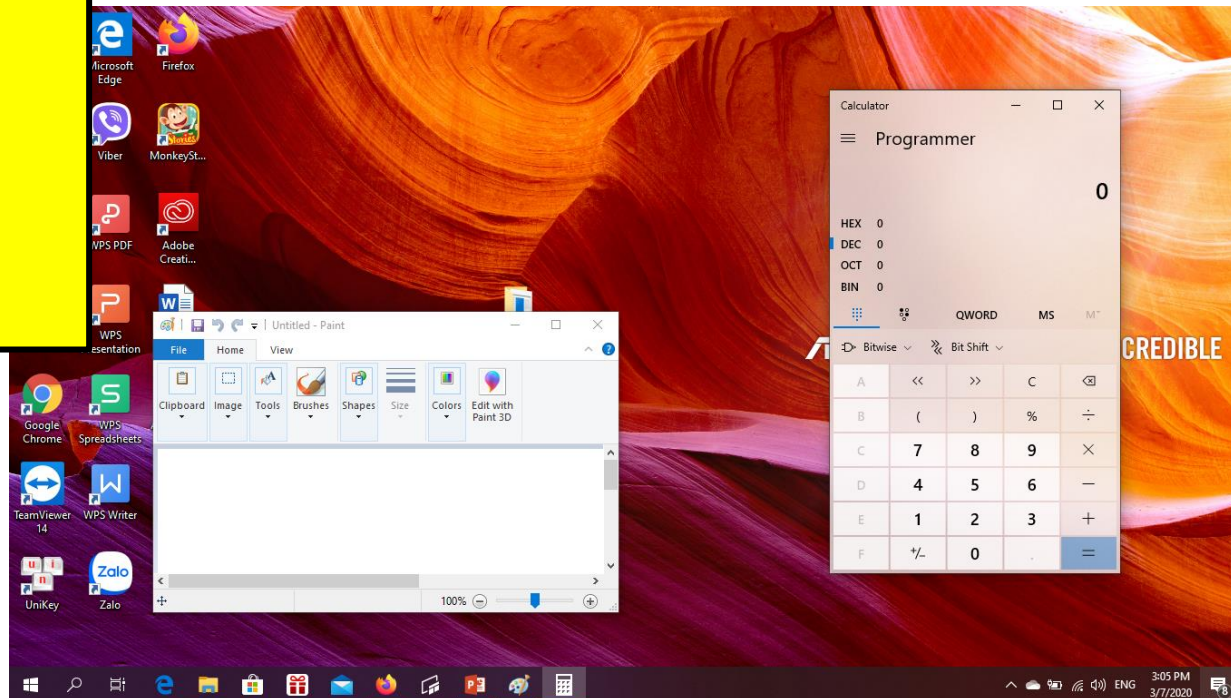 Microsoft
Edge
Firefox
Viber
MonkeySt...
Stories
WPS PDF
Adobe
Creati...
WPS
Google
Chrome
WPS
Spreadsheets
TeamViewer
14
WPS Writer
UniKey
Zalo
Zalo
Untitled - Paint
File
Home
View
Clipboard
Image
Tools
Brushes
Shapes
Size
Colors
Edit with
Paint 3D
100%
Calculator
Programmer
0
HEX 0
DEC 0
OCT 0
BIN 0
QWORD MS M˅
Bitwise
Bit Shift
A << >> C
B ( ) % ÷
C 7 8 9 ×
D 4 5 6 −
E 1 2 3 +
F +/- 0 . =
CREDIBLE
ENG
3:05 PM
3/7/2020